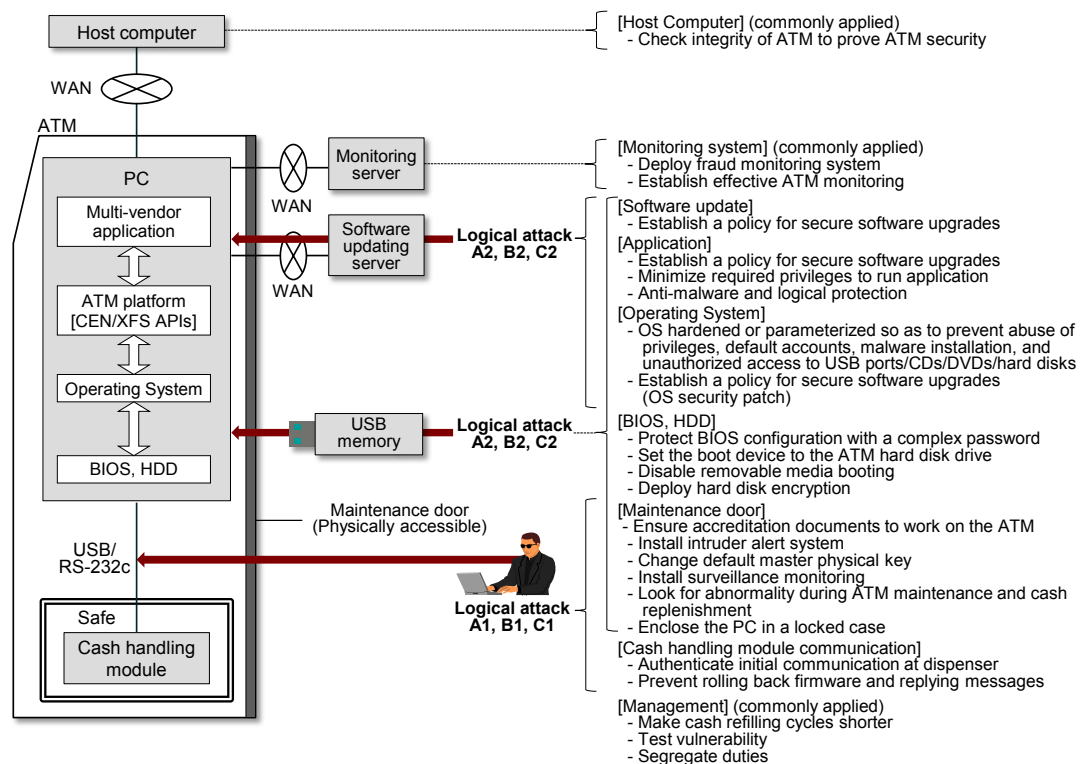 Host computer
WAN
ATM
PC
Multi-vendor
application
ATM platform
[CEN/XFS APIs]
Operating System
BIOS, HDD
USB/
RS-232c
Safe
Cash handling
module
WAN
Monitoring
server
WAN
Software
updating
server
Logical attack
A2, B2, C2
USB
memory
Logical attack
A2, B2, C2
Maintenance door
(Physically accessible)
Logical attack
A1, B1, C1
[Host Computer] (commonly applied)
- Check integrity of ATM to prove ATM security
[Monitoring system] (commonly applied)
- Deploy fraud monitoring system
- Establish effective ATM monitoring
[Software update]
- Establish a policy for secure software upgrades
[Application]
- Establish a policy for secure software upgrades
- Minimize required privileges to run application
- Anti-malware and logical protection
[Operating System]
- OS hardened or parameterized so as to prevent abuse of
privileges, default accounts, malware installation, and
unauthorized access to USB ports/CDs/DVDs/hard disks
- Establish a policy for secure software upgrades
(OS security patch)
[BIOS, HDD]
- Protect BIOS configuration with a complex password
- Set the boot device to the ATM hard disk drive
- Disable removable media booting
- Deploy hard disk encryption
[Maintenance door]
- Ensure accreditation documents to work on the ATM
- Install intruder alert system
- Change default master physical key
- Install surveillance monitoring
- Look for abnormality during ATM maintenance and cash
replenishment
- Enclose the PC in a locked case
[Cash handling module communication]
- Authenticate initial communication at dispenser
- Prevent rolling back firmware and replying messages
[Management] (commonly applied)
- Make cash refilling cycles shorter
- Test vulnerability
- Segregate duties